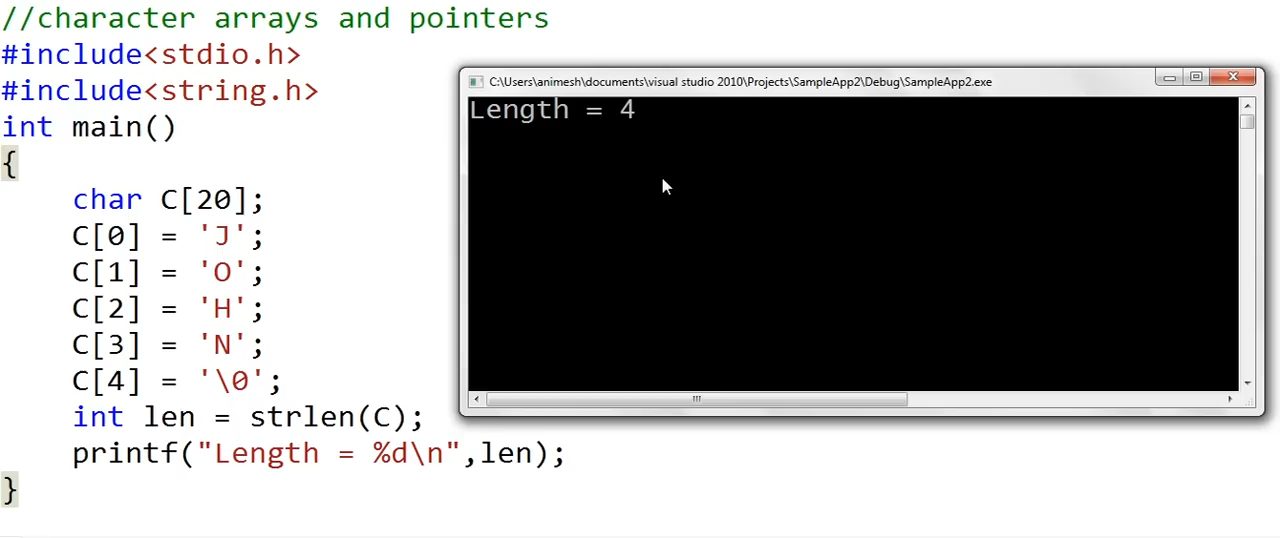 //character arrays and pointers
#include<stdio.h>
#include<string.h>
int main()
{
char C[20];
C[0] = 'J';
C[1] = 'O';
C[2] = 'H';
C[3] = 'N';
C[4] = '\0';
int len = strlen(C);
printf("Length = %d\n",len);
}
C:\Users\animesh\documents\visual studio 2010\Projects\SampleApp2\Debug\SampleApp2.exe
Length = 4